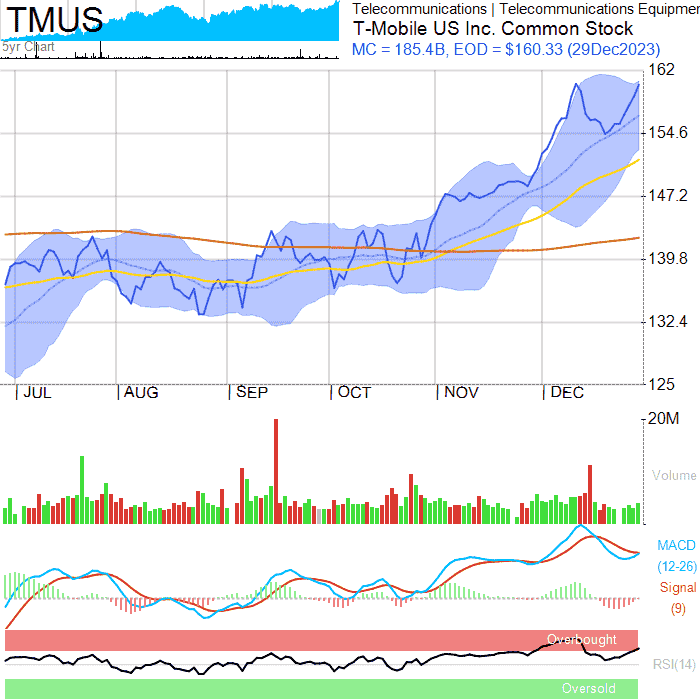 TMUS
5yr Chart
Telecommunications | Telecommunications Equipmen
T-Mobile US Inc. Common Stock
MC = 185.4B, EOD = $160.33 (29Dec2023)
162
154.6
147.2
139.8
132.4
125
| JUL | AUG | SEP | OCT | NOV | DEC
20M
Volume
MACD
(12-26)
Signal
(9)
Overbought
RSI(14)
Oversold